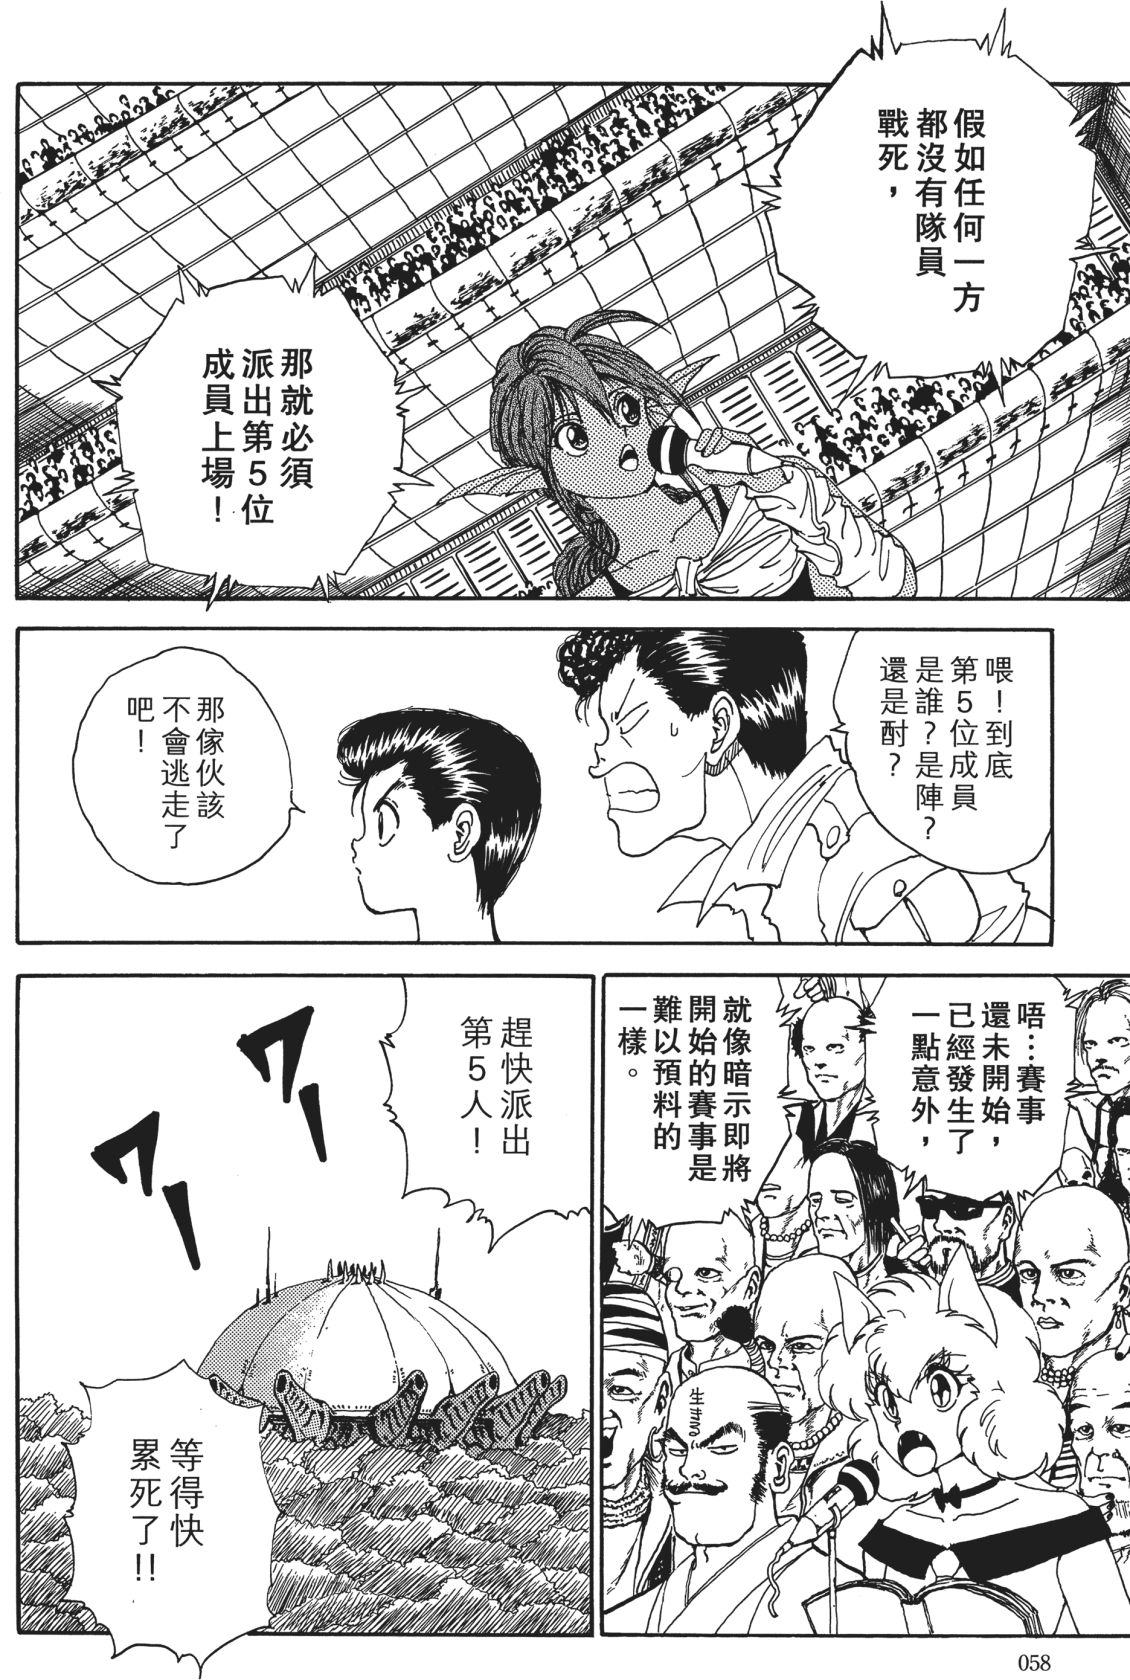 假如任何一方
都沒有隊員
戰死，
那就必須
派出第5位
成員上場！
喂！到底
第5位成員
是誰？是陣？
還是酎？
那傢伙該
不會逃走了
吧！
唔…賽事
還未開始，
已經發生了
一點意外，
就像暗示即將
開始的賽事是
難以預料的
一樣。
趕快派出
第5人！
ワー
ワー
等得快
累死了!!
058